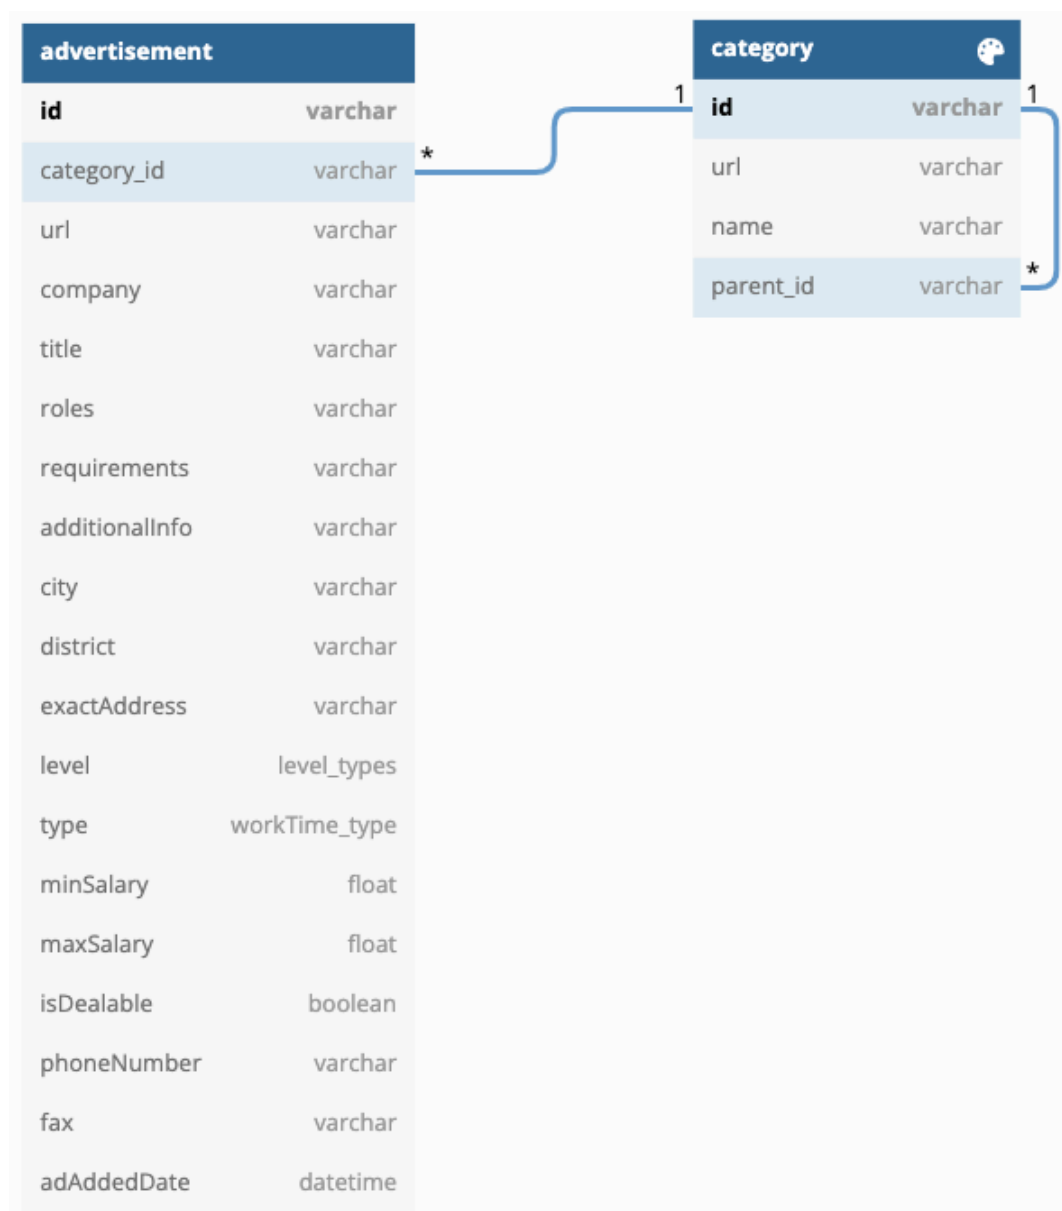 advertisement
id varchar
category_id varchar *
url varchar
company varchar
title varchar
roles varchar
requirements varchar
additionalInfo varchar
city varchar
district varchar
exactAddress varchar
level level_types
type workTime_type
minSalary float
maxSalary float
isDealable boolean
phoneNumber varchar
fax varchar
adAddedDate datetime
category
1 id varchar 1
url varchar
name varchar
parent_id varchar *